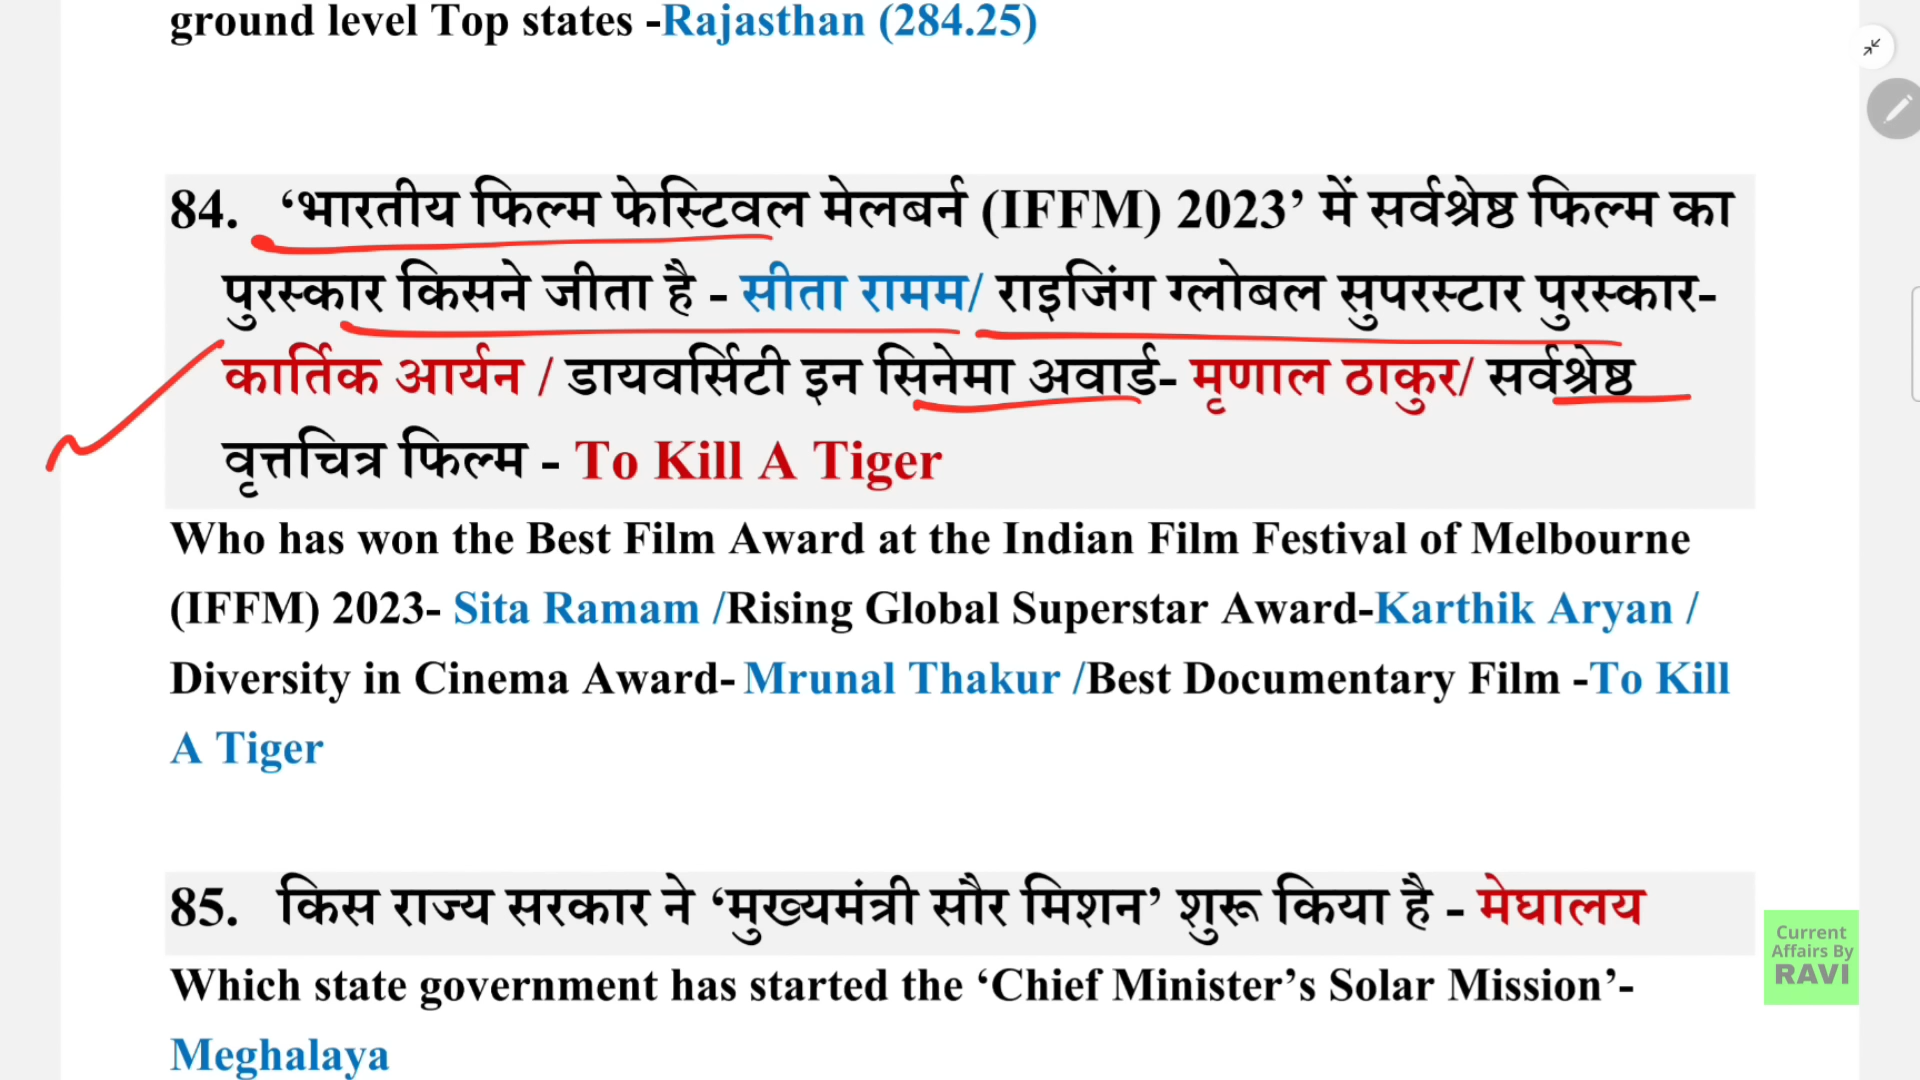 ground level Top states -Rajasthan (284.25)
84. ‘भारतीय फिल्म फेस्टिवल मेलबर्न (IFFM) 2023’ में सर्वश्रेष्ठ फिल्म का
पुरस्कार किसने जीता है - सीता रामम/ राइजिंग ग्लोबल सुपरस्टार पुरस्कार-
कार्तिक आर्यन / डायवर्सिटी इन सिनेमा अवार्ड- मृणाल ठाकुर/ सर्वश्रेष्ठ
वृत्तचित्र फिल्म - To Kill A Tiger
Who has won the Best Film Award at the Indian Film Festival of Melbourne
(IFFM) 2023- Sita Ramam /Rising Global Superstar Award-Karthik Aryan /
Diversity in Cinema Award- Mrunal Thakur /Best Documentary Film -To Kill
A Tiger
85. किस राज्य सरकार ने ‘मुख्यमंत्री सौर मिशन’ शुरू किया है - मेघालय
Which state government has started the ‘Chief Minister’s Solar Mission’-
Meghalaya
Current
Affairs By
RAVI